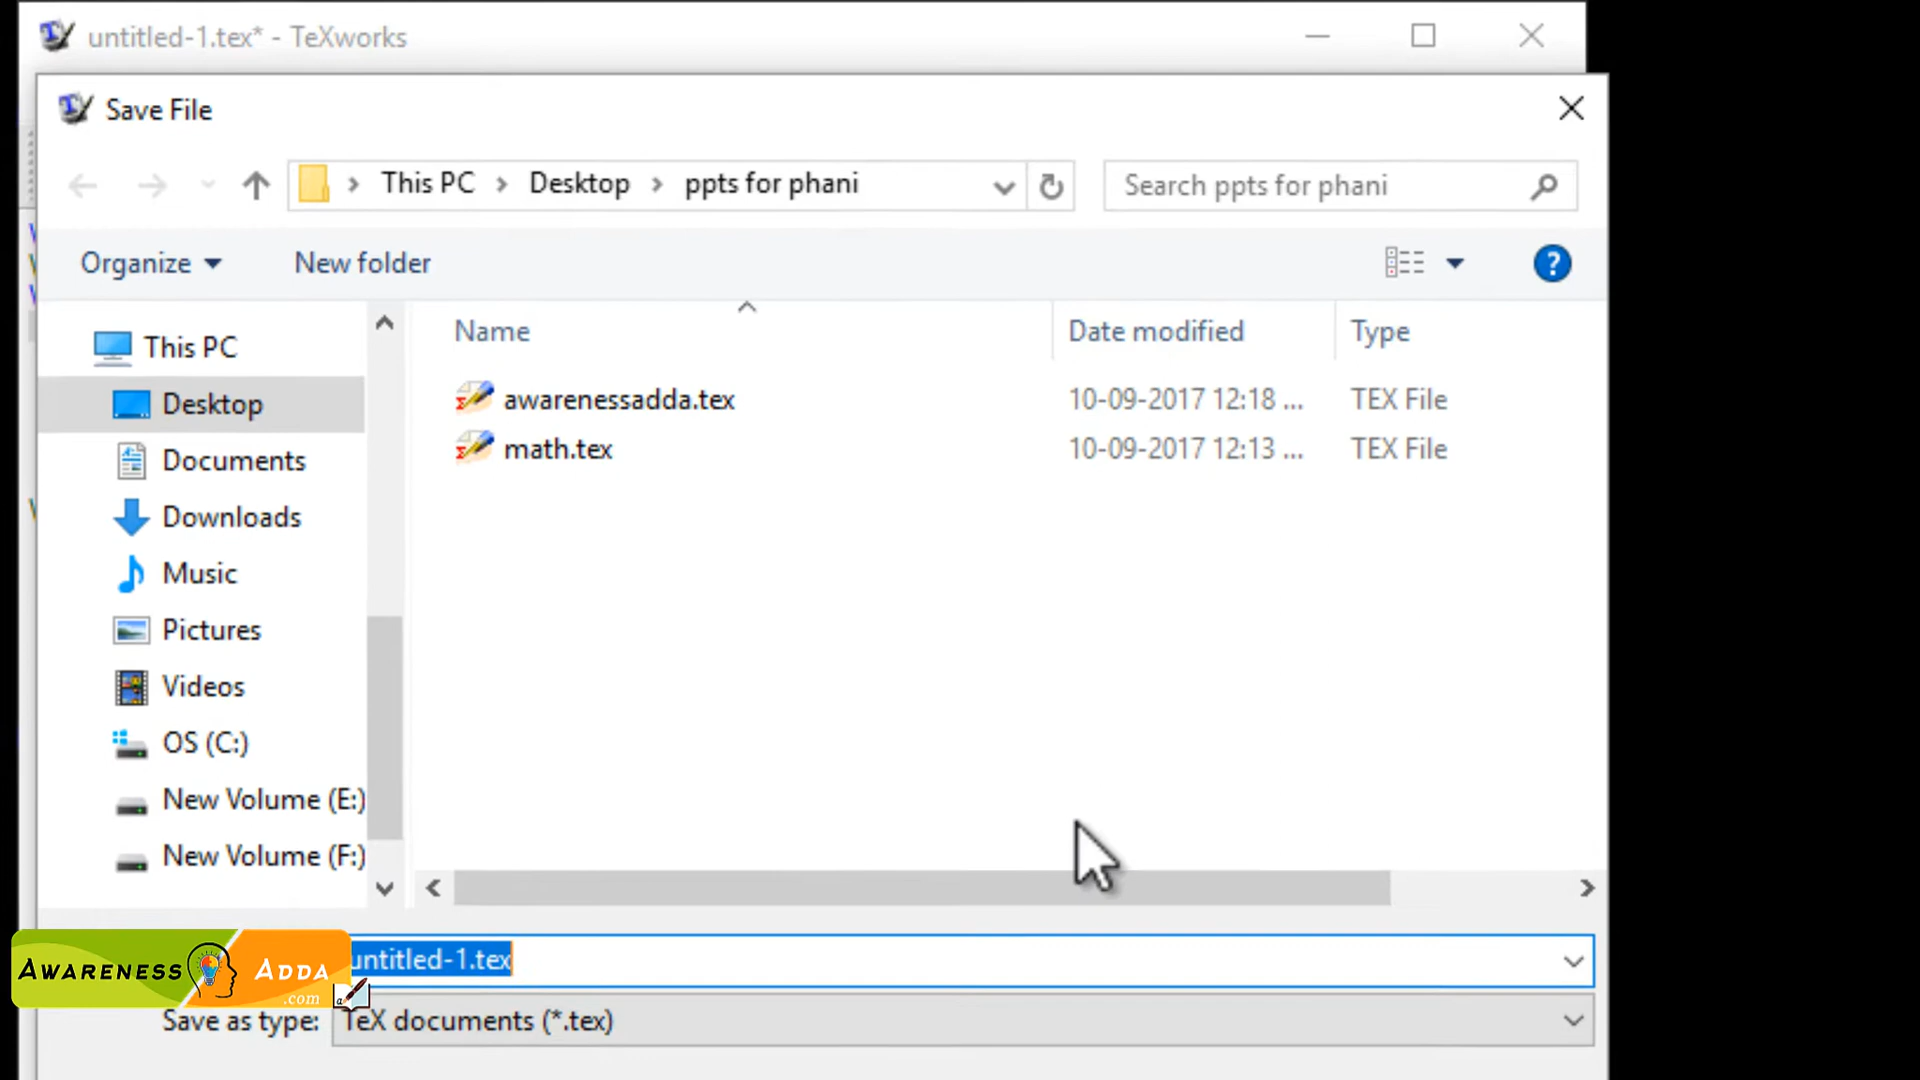 untitled-1.tex* - TeXworks
Save File
This PC
Desktop
ppts for phani
Search ppts for phani
Organize
New folder
?
Name
Date modified
Type
This PC
Desktop
Documents
Downloads
Music
Pictures
Videos
OS (C:)
New Volume (E:)
New Volume (F:)
awarenessadda.tex
10-09-2017 12:18 ...
TEX File
math.tex
10-09-2017 12:13 ...
TEX File
untitled-1.tex
AWARENESS ADDA
.com
Save as type:
TeX documents (*.tex)